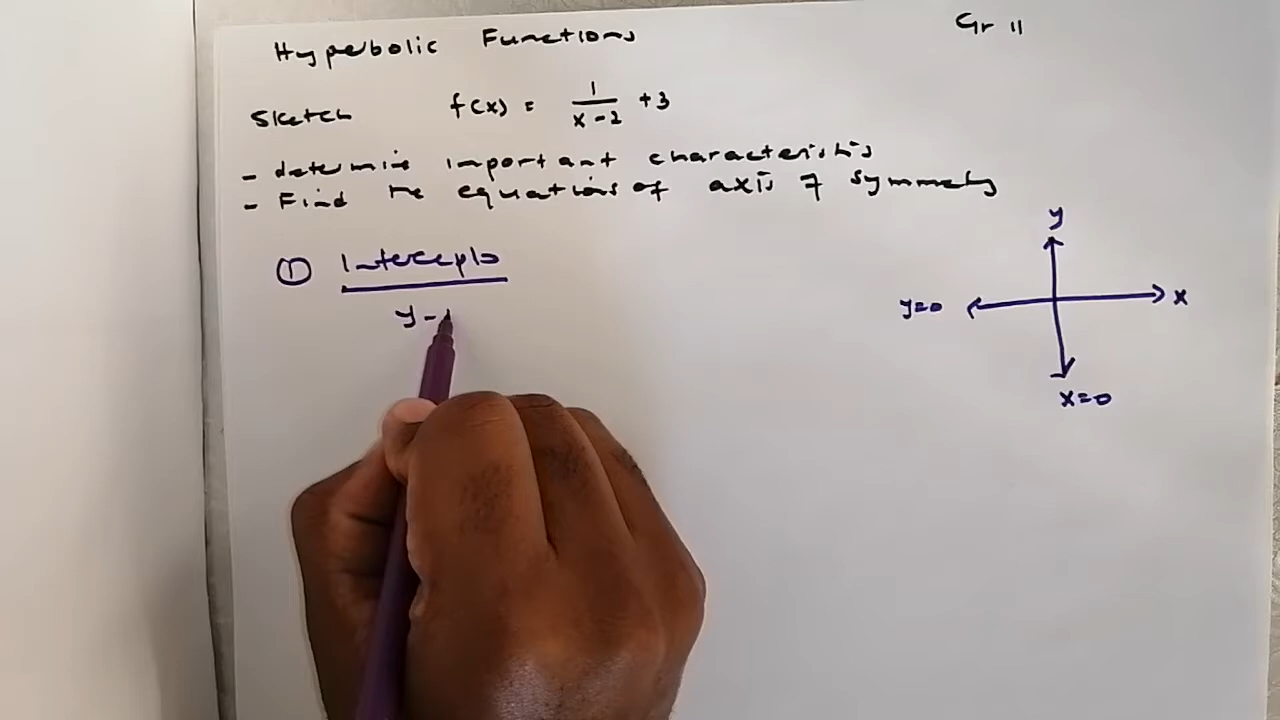 Hyperbolic Functions
Gr 11
Sketch f(x) = 1/(x-2) +3
- determine important characteristics
- Find the equations of axis of symmetry
① Intercepts
y-
y
y=0
x
x=0